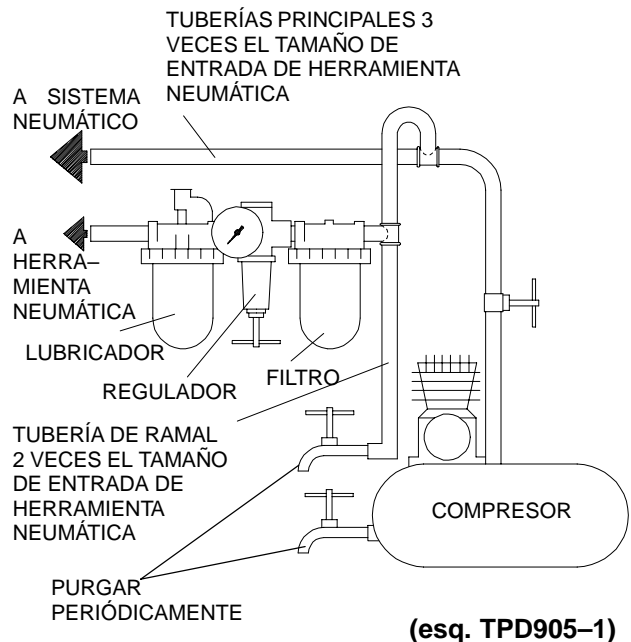 TUBERÍAS PRINCIPALES 3
VECES EL TAMAÑO DE
ENTRADA DE HERRAMIENTA
NEUMÁTICA
A SISTEMA
NEUMÁTICO
A
HERRA–
MIENTA
NEUMÁTICA
LUBRICADOR
REGULADOR
FILTRO
TUBERÍA DE RAMAL
2 VECES EL TAMAÑO
DE ENTRADA DE
HERRAMIENTA
NEUMÁTICA
COMPRESOR
PURGAR
PERIÓDICAMENTE
(esq. TPD905–1)